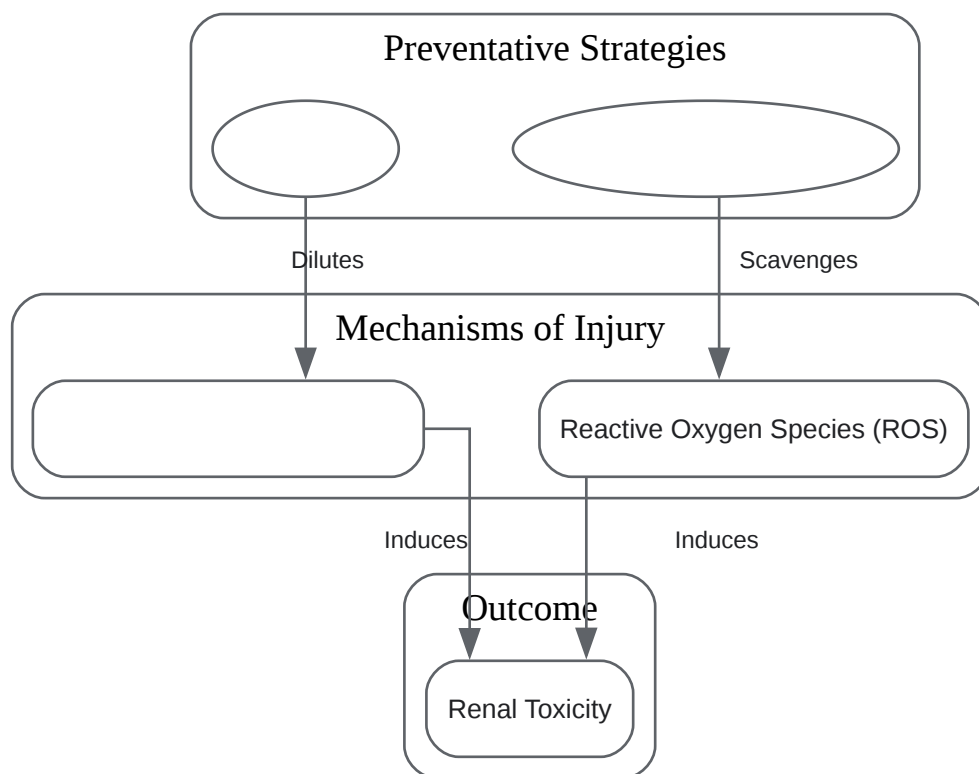 Preventative Strategies
Dilutes
Scavenges
Mechanisms of Injury
Reactive Oxygen Species (ROS)
Induces
Induces
Outcome
Renal Toxicity